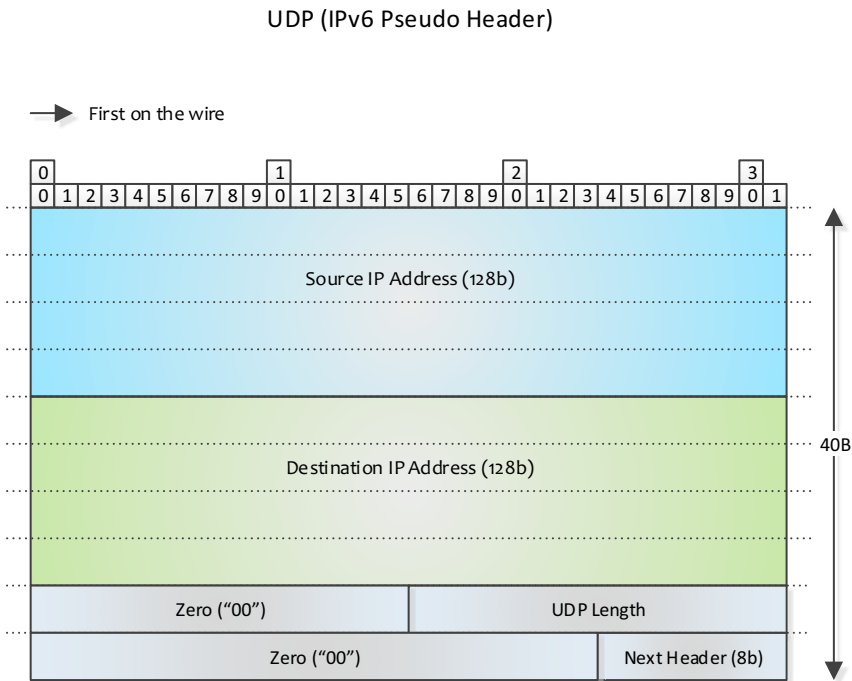 UDP (IPv6 Pseudo Header)
First on the wire
0 1 2 3
0 1 2 3 4 5 6 7 8 9 0 1 2 3 4 5 6 7 8 9 0 1 2 3 4 5 6 7 8 9 0 1
Source IP Address (128b)
40B
Destination IP Address (128b)
Zero (“00”) UDP Length
Zero (“00”) Next Header (8b)